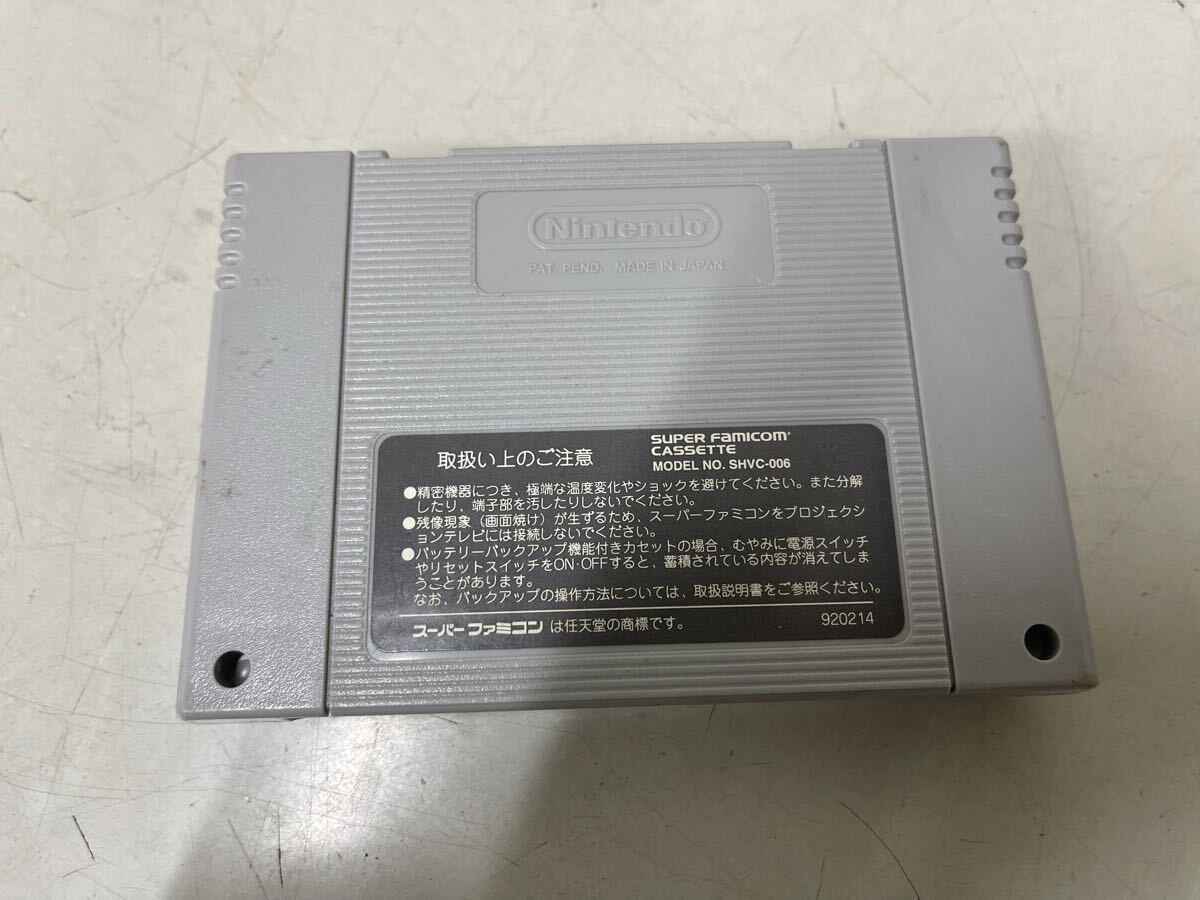 Nintendo
PAT. PEND. MADE IN JAPAN
取扱い上のご注意
SUPER FAMICOM
CASSETTE
MODEL NO. SHVC-006
●精密機器につき、極端な温度変化やショックを避けてください。また分解
したり、端子部を汚したりしないでください。
●残像現象（画面焼け）が生ずるため、スーパーファミコンをプロジェクシ
ョンテレビには接続しないでください。
●バッテリーバックアップ機能付きカセットの場合、むやみに電源スイッチ
やリセットスイッチをON·OFFすると、蓄積されている内容が消えてしま
うことがあります。
なお、バックアップの操作方法については、取扱説明書をご参照ください。
スーパーファミコン は任天堂の商標です。
920214